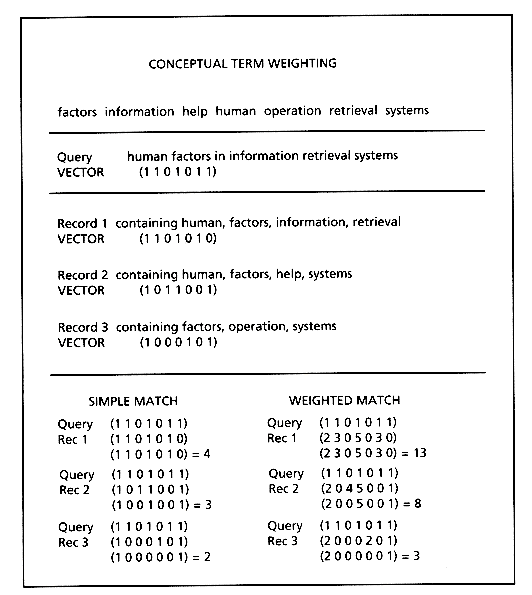 CONCEPTUAL TERM WEIGHTING
factors information help human operation retrieval systems
Query human factors in information retrieval systems
VECTOR (1 1 0 1 0 1 1)
Record 1 containing human, factors, information, retrieval
VECTOR (1 1 0 1 0 1 0)
Record 2 containing human, factors, help, systems
VECTOR (1 0 1 1 0 0 1)
Record 3 containing factors, operation, systems
VECTOR (1 0 0 0 1 0 1)
SIMPLE MATCH
Query (1 1 0 1 0 1 1)
Rec 1 (1 1 0 1 0 1 0)
(1 1 0 1 0 1 0) = 4
Query (1 1 0 1 0 1 1)
Rec 2 (1 0 1 1 0 0 1)
(1 0 0 1 0 0 1) = 3
Query (1 1 0 1 0 1 1)
Rec 3 (1 0 0 0 1 0 1)
(1 0 0 0 0 0 1) = 2
WEIGHTED MATCH
Query (1 1 0 1 0 1 1)
Rec 1 (2 3 0 5 0 3 0)
(2 3 0 5 0 3 0) = 13
Query (1 1 0 1 0 1 1)
Rec 2 (2 0 4 5 0 0 1)
(2 0 0 5 0 0 1) = 8
Query (1 1 0 1 0 1 1)
Rec 3 (2 0 0 0 2 0 1)
(2 0 0 0 0 0 1) = 3